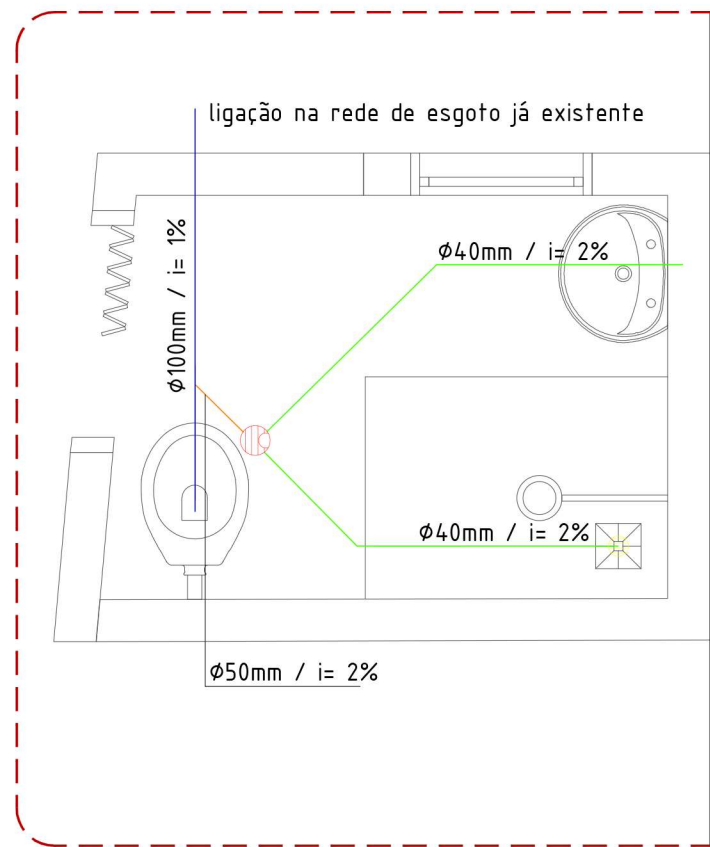 ligação na rede de esgoto já existente
ϕ100mm / i= 1%
ϕ40mm / i= 2%
ϕ40mm / i= 2%
ϕ50mm / i= 2%